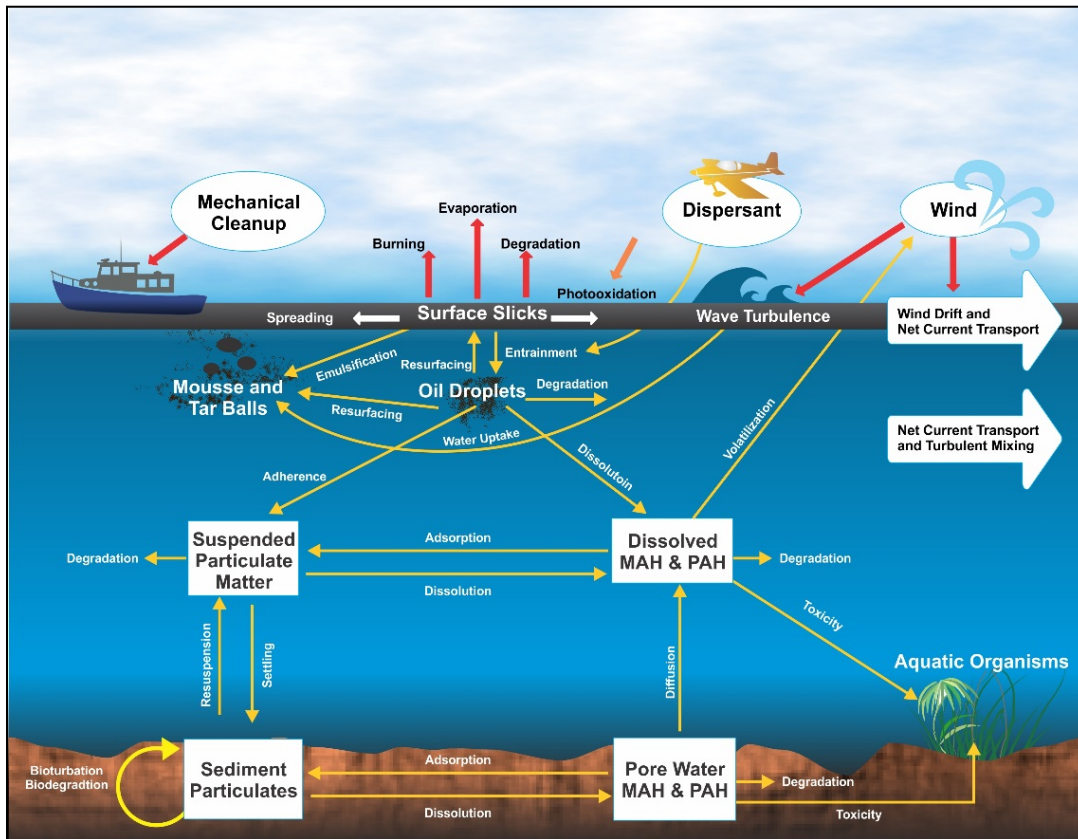 Mechanical
Cleanup
Evaporation
Burning
Degradation
Dispersant
Wind
Photooxidation
Spreading
Surface Slicks
Wave Turbulence
Wind Drift and
Net Current Transport
Emulsification
Resurfacing
Entrainment
Mousse and
Tar Balls
Oil Droplets
Degradation
Resurfacing
Water Uptake
Net Current Transport
and Turbulent Mixing
Volatilization
Adherence
Dissolutoin
Suspended
Particulate
Matter
Degradation
Adsorption
Dissolution
Dissolved
MAH & PAH
Degradation
Toxicity
Resuspension
Settling
Diffusion
Aquatic Organisms
Bioturbation
Biodegradtion
Sediment
Particulates
Adsorption
Dissolution
Pore Water
MAH & PAH
Degradation
Toxicity